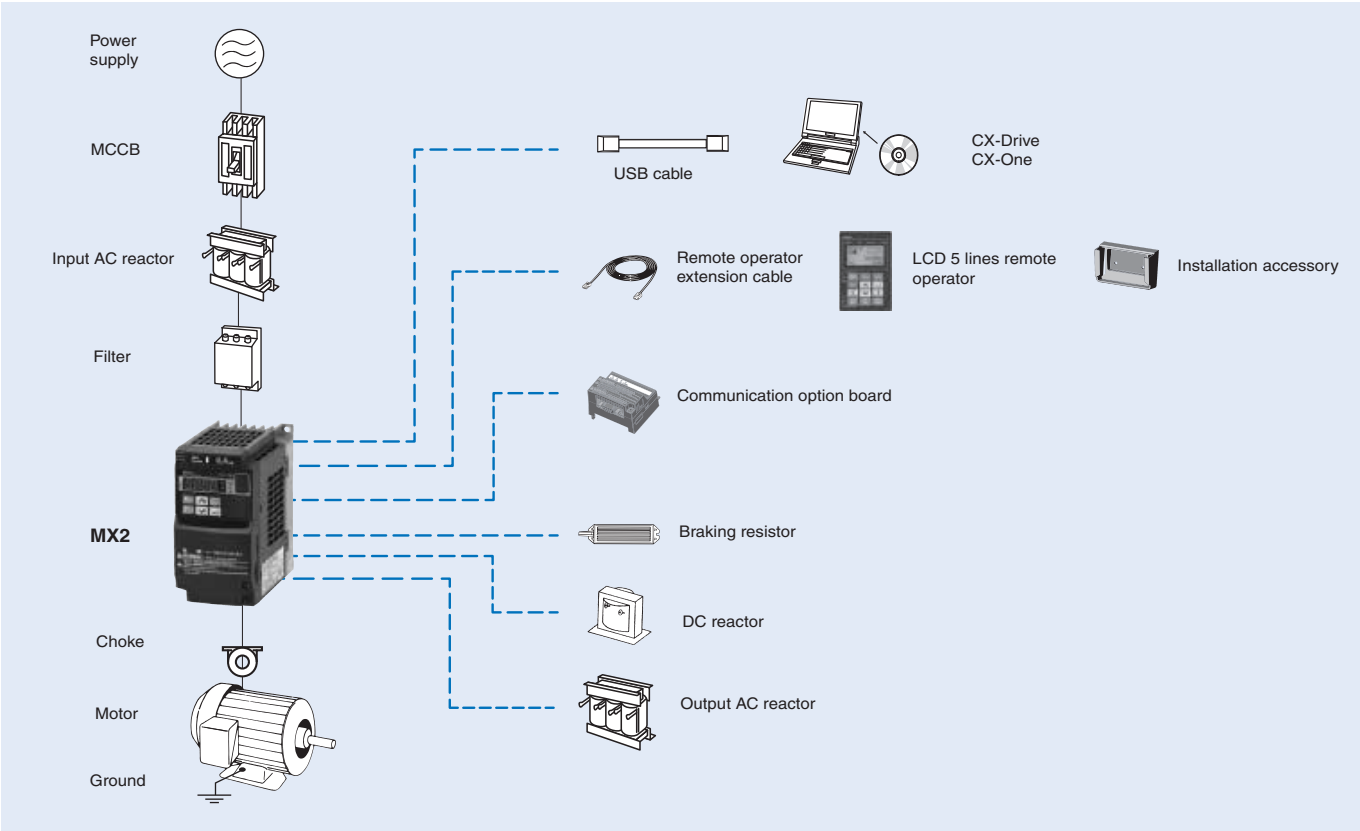 Power
supply
MCCB
Input AC reactor
Filter
MX2
Choke
Motor
Ground
USB cable
CX-Drive
CX-One
Remote operator
extension cable
LCD 5 lines remote
operator
Installation accessory
Communication option board
Braking resistor
DC reactor
Output AC reactor